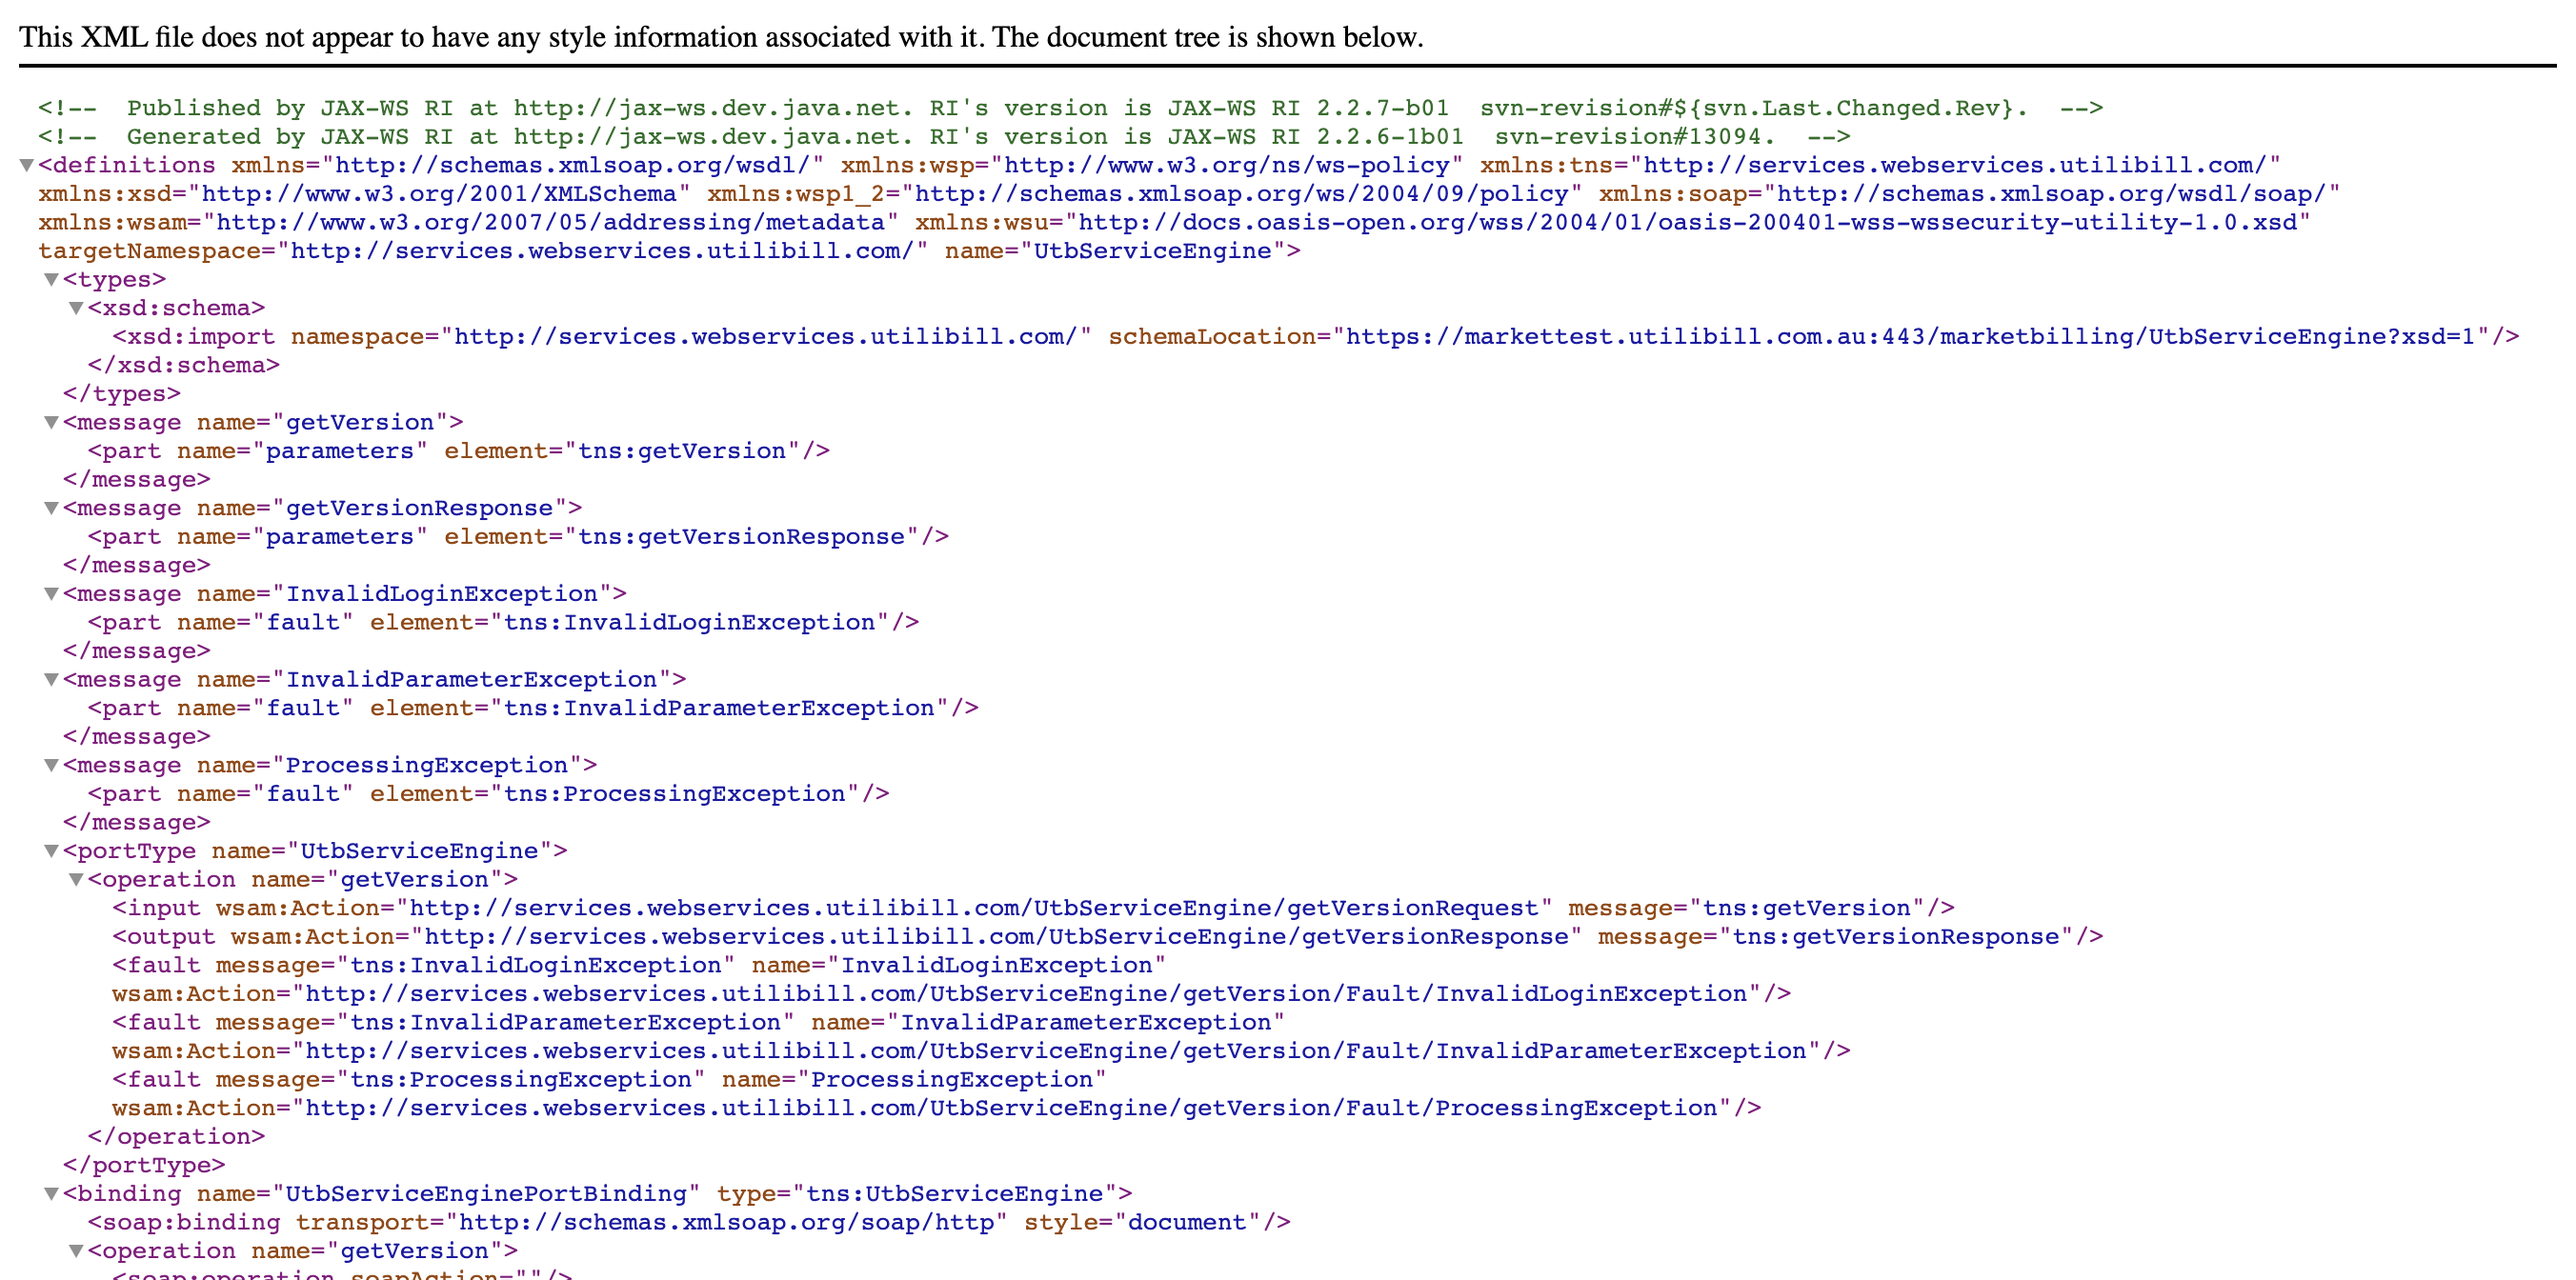 This XML file does not appear to have any style information associated with it. The document tree is shown below.
<!--  Published by JAX-WS RI at http://jax-ws.dev.java.net. RI's version is JAX-WS RI 2.2.7-b01  svn-revision#${svn.Last.Changed.Rev}.  -->
<!--  Generated by JAX-WS RI at http://jax-ws.dev.java.net. RI's version is JAX-WS RI 2.2.6-1b01  svn-revision#13094.  -->
▼<definitions xmlns="http://schemas.xmlsoap.org/wsdl/" xmlns:wsp="http://www.w3.org/ns/ws-policy" xmlns:tns="http://services.webservices.utilibill.com/"
xmlns:xsd="http://www.w3.org/2001/XMLSchema" xmlns:wsp1_2="http://schemas.xmlsoap.org/ws/2004/09/policy" xmlns:soap="http://schemas.xmlsoap.org/wsdl/soap/"
xmlns:wsam="http://www.w3.org/2007/05/addressing/metadata" xmlns:wsu="http://docs.oasis-open.org/wss/2004/01/oasis-200401-wss-wssecurity-utility-1.0.xsd"
targetNamespace="http://services.webservices.utilibill.com/" name="UtbServiceEngine">
▼<types>
▼<xsd:schema>
<xsd:import namespace="http://services.webservices.utilibill.com/" schemaLocation="https://markettest.utilibill.com.au:443/marketbilling/UtbServiceEngine?xsd=1"/>
</xsd:schema>
</types>
▼<message name="getVersion">
<part name="parameters" element="tns:getVersion"/>
</message>
▼<message name="getVersionResponse">
<part name="parameters" element="tns:getVersionResponse"/>
</message>
▼<message name="InvalidLoginException">
<part name="fault" element="tns:InvalidLoginException"/>
</message>
▼<message name="InvalidParameterException">
<part name="fault" element="tns:InvalidParameterException"/>
</message>
▼<message name="ProcessingException">
<part name="fault" element="tns:ProcessingException"/>
</message>
▼<portType name="UtbServiceEngine">
▼<operation name="getVersion">
<input wsam:Action="http://services.webservices.utilibill.com/UtbServiceEngine/getVersionRequest" message="tns:getVersion"/>
<output wsam:Action="http://services.webservices.utilibill.com/UtbServiceEngine/getVersionResponse" message="tns:getVersionResponse"/>
<fault message="tns:InvalidLoginException" name="InvalidLoginException"
wsam:Action="http://services.webservices.utilibill.com/UtbServiceEngine/getVersion/Fault/InvalidLoginException"/>
<fault message="tns:InvalidParameterException" name="InvalidParameterException"
wsam:Action="http://services.webservices.utilibill.com/UtbServiceEngine/getVersion/Fault/InvalidParameterException"/>
<fault message="tns:ProcessingException" name="ProcessingException"
wsam:Action="http://services.webservices.utilibill.com/UtbServiceEngine/getVersion/Fault/ProcessingException"/>
</operation>
</portType>
▼<binding name="UtbServiceEnginePortBinding" type="tns:UtbServiceEngine">
<soap:binding transport="http://schemas.xmlsoap.org/soap/http" style="document"/>
▼<operation name="getVersion">
<soap:operation soapAction=""/>